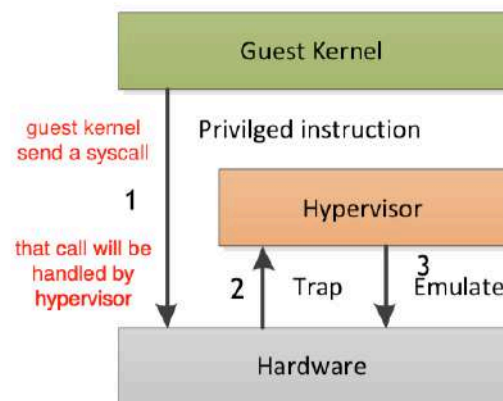 Guest Kernel
guest kernel
send a syscall
Privilged instruction
1
Hypervisor
that call will be
handled by
hypervisor
2
Trap
3
Emulate
Hardware